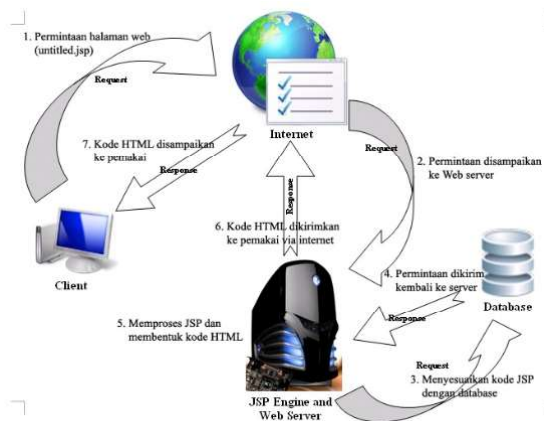 1. Permintaan halaman web
(untitled.jsp)
Request
Internet
7. Kode HTML disampaikan
ke pemakai
Response
Request
2. Permintaan disampaikan
ke Web server
Response
6. Kode HTML dikirimkan
ke pemakai via internet
Client
4. Permintaan dikirim
kembali ke server
Database
5. Memproses JSP dan
membentuk kode HTML
Response
Request
3. Menyesuaikan kode JSP
dengan database
JSP Engine and
Web Server